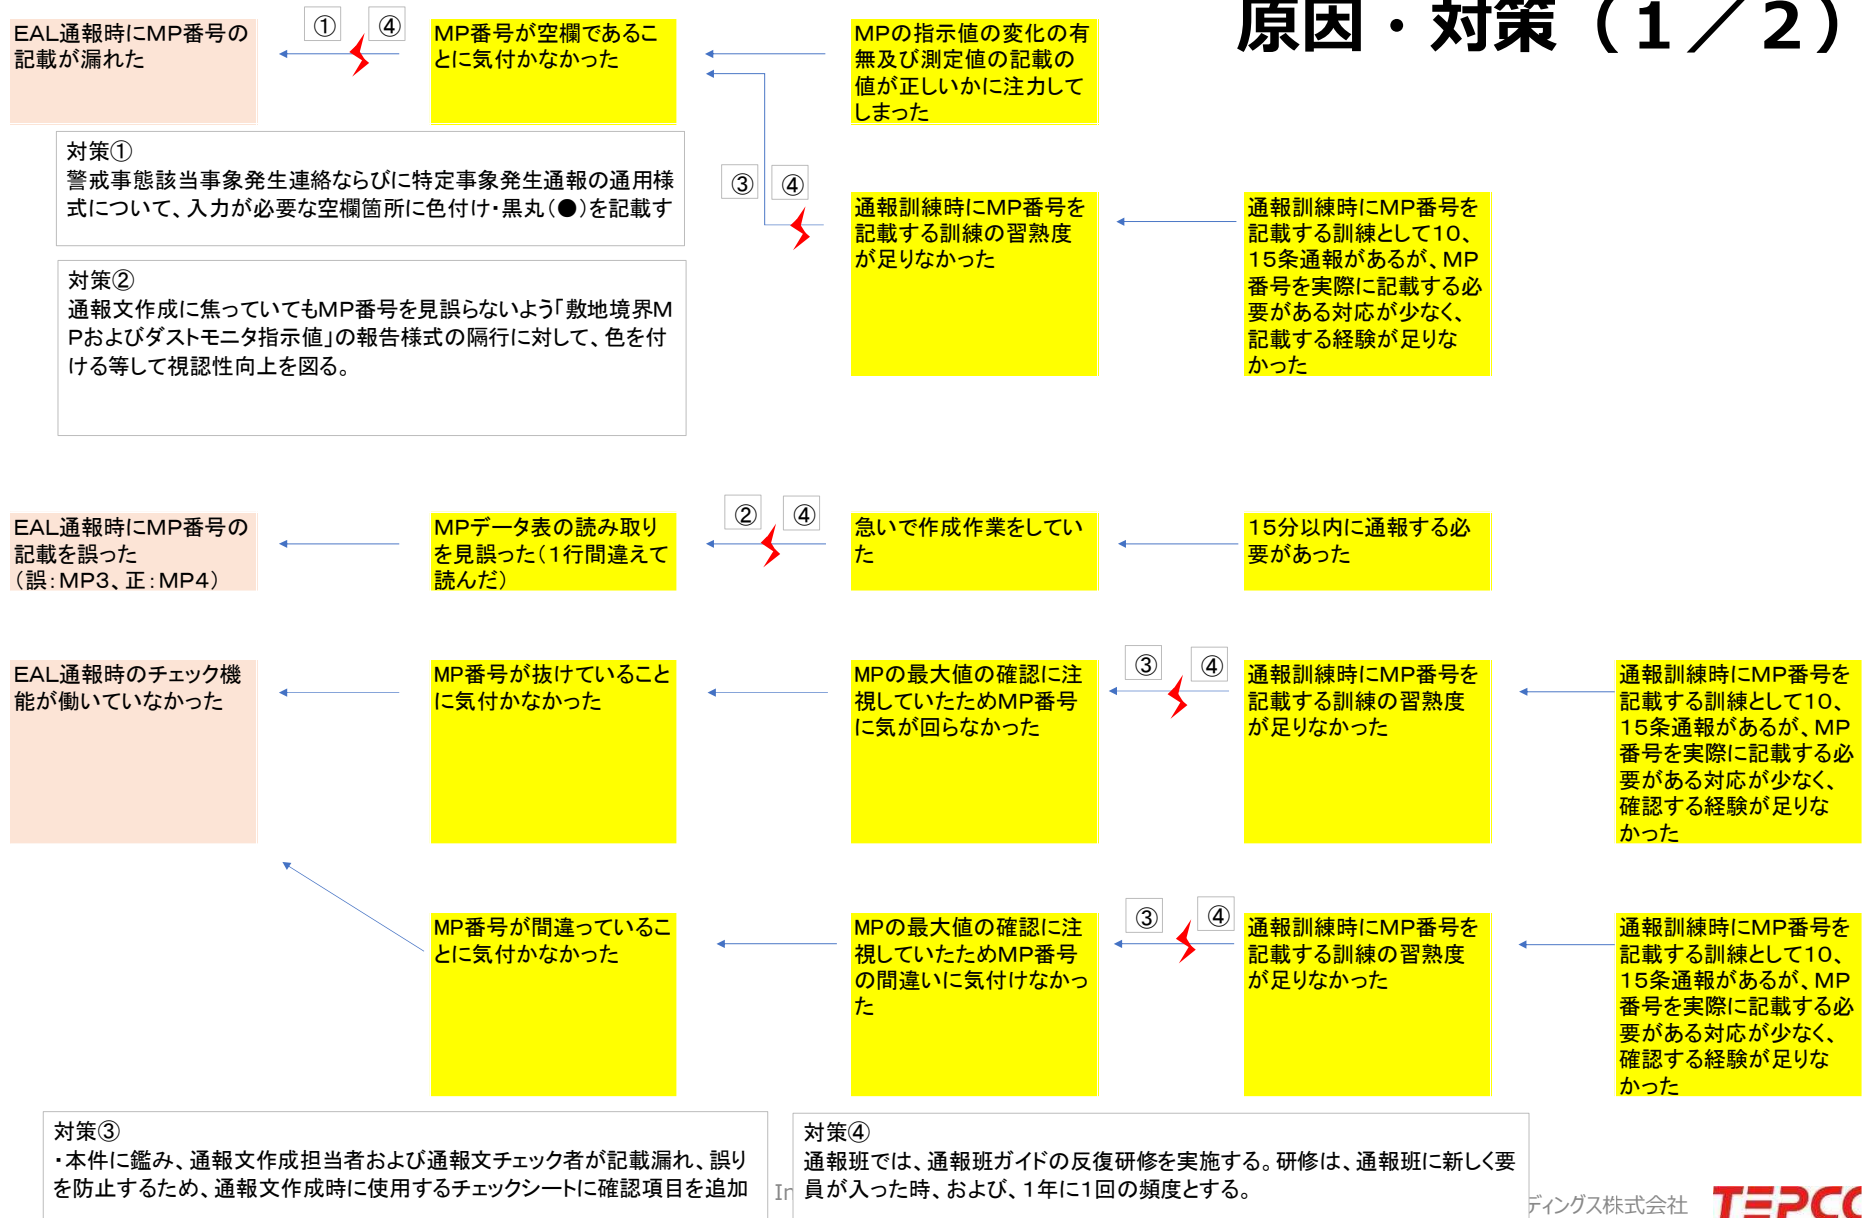 原因・対策（１／２）
EAL通報時にMP番号の
記載が漏れた
① ④
MP番号が空欄であるこ
とに気付かなかった
MPの指示値の変化の有
無及び測定値の記載の
値が正しいかに注力して
しまった
対策①
警戒事態該当事象発生連絡ならびに特定事象発生通報の通用様
式について、入力が必要な空欄箇所に色付け・黒丸（●）を記載す
③ ④
通報訓練時にMP番号を
記載する訓練の習熟度
が足りなかった
通報訓練時にMP番号を
記載する訓練として10、
15条通報があるが、MP
番号を実際に記載する必
要がある対応が少なく、
記載する経験が足りな
かった
対策②
通報文作成に焦っていてもMP番号を見誤らないよう「敷地境界M
Pおよびダストモニタ指示値」の報告様式の隔行に対して、色を付
ける等して視認性向上を図る。
EAL通報時にMP番号の
記載を誤った
（誤：MP3、正：MP4）
MPデータ表の読み取り
を見誤った（1行間違えて
読んだ）
② ④
急いで作成作業をしてい
た
15分以内に通報する必
要があった
EAL通報時のチェック機
能が働いていなかった
MP番号が抜けていること
に気付かなかった
MPの最大値の確認に注
視していたためMP番号
に気が回らなかった
③ ④
通報訓練時にMP番号を
記載する訓練の習熟度
が足りなかった
通報訓練時にMP番号を
記載する訓練として10、
15条通報があるが、MP
番号を実際に記載する必
要がある対応が少なく、
確認する経験が足りな
かった
MP番号が間違っているこ
とに気付かなかった
MPの最大値の確認に注
視していたためMP番号
の間違いに気付けなかっ
た
③ ④
通報訓練時にMP番号を
記載する訓練の習熟度
が足りなかった
通報訓練時にMP番号を
記載する訓練として10、
15条通報があるが、MP
番号を実際に記載する必
要がある対応が少なく、
確認する経験が足りな
かった
対策③
・本件に鑑み、通報文作成担当者および通報文チェック者が記載漏れ、誤り
を防止するため、通報文作成時に使用するチェックシートに確認項目を追加
対策④
通報班では、通報班ガイドの反復研修を実施する。研修は、通報班に新しく要
員が入った時、および、1年に1回の頻度とする。
ディングス株式会社
TEPCO